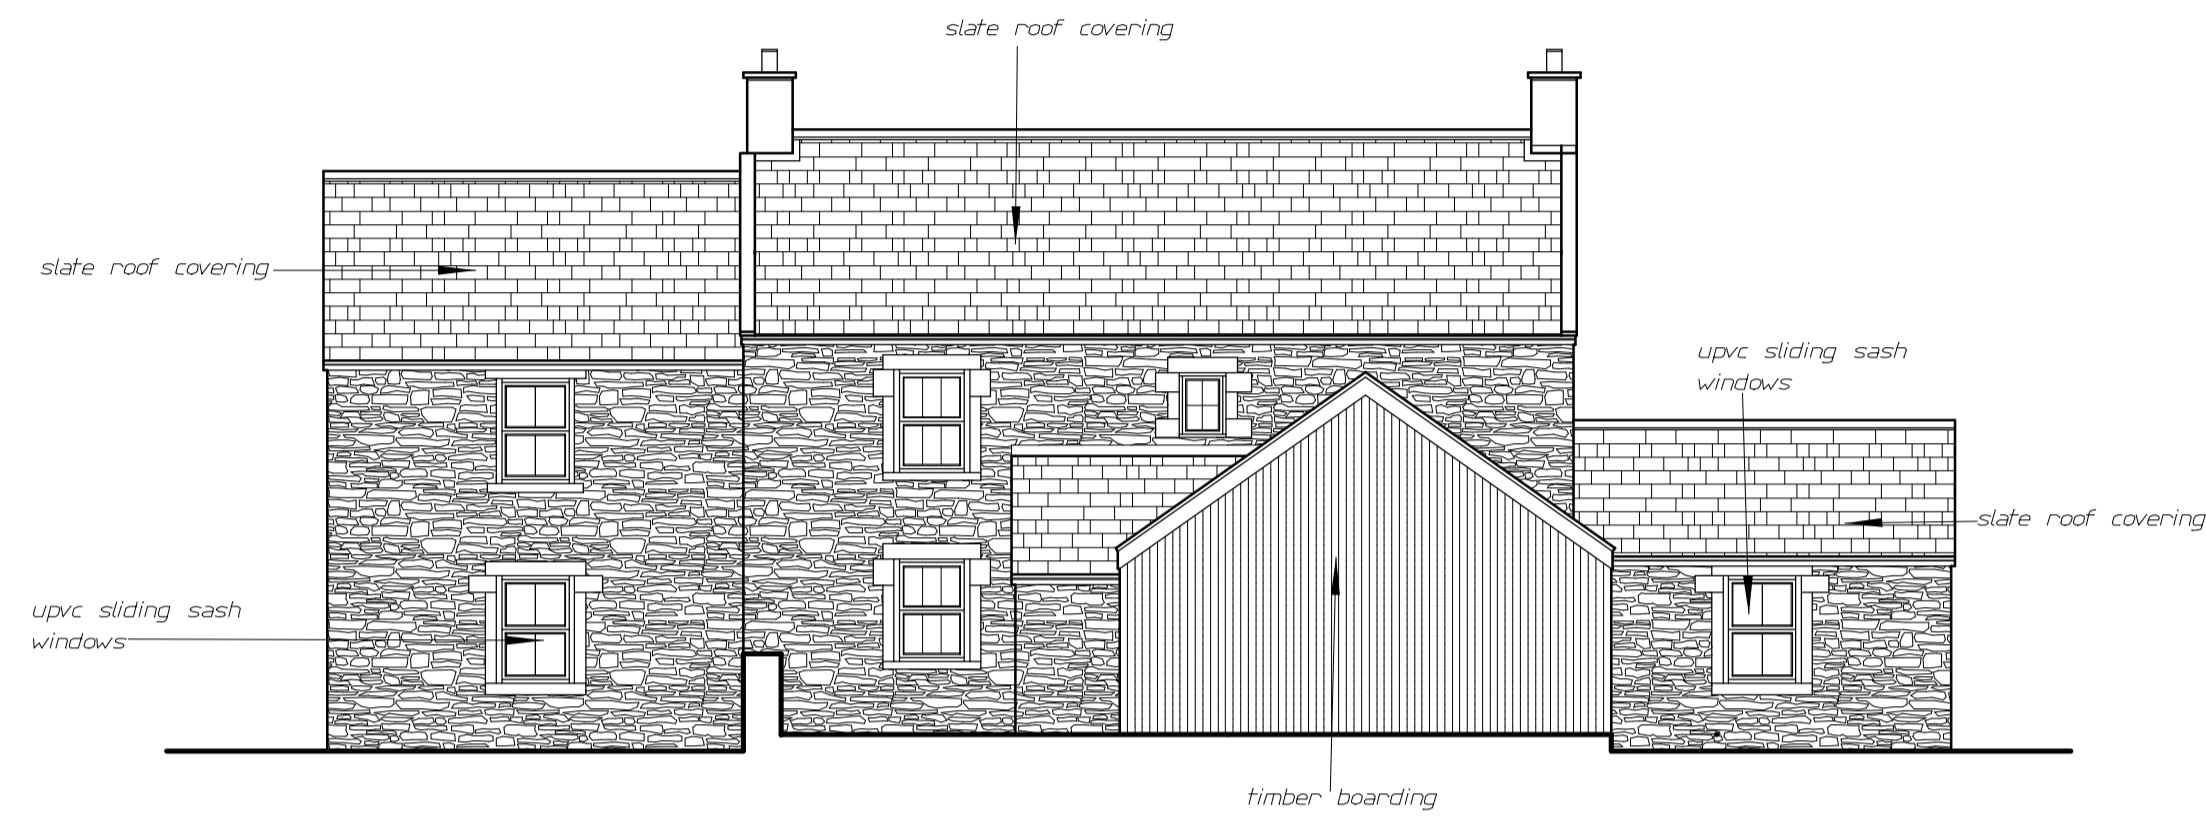 slate roof covering
slate roof covering
upvc sliding sash
windows
slate roof covering
upvc sliding sash
windows
timber boarding